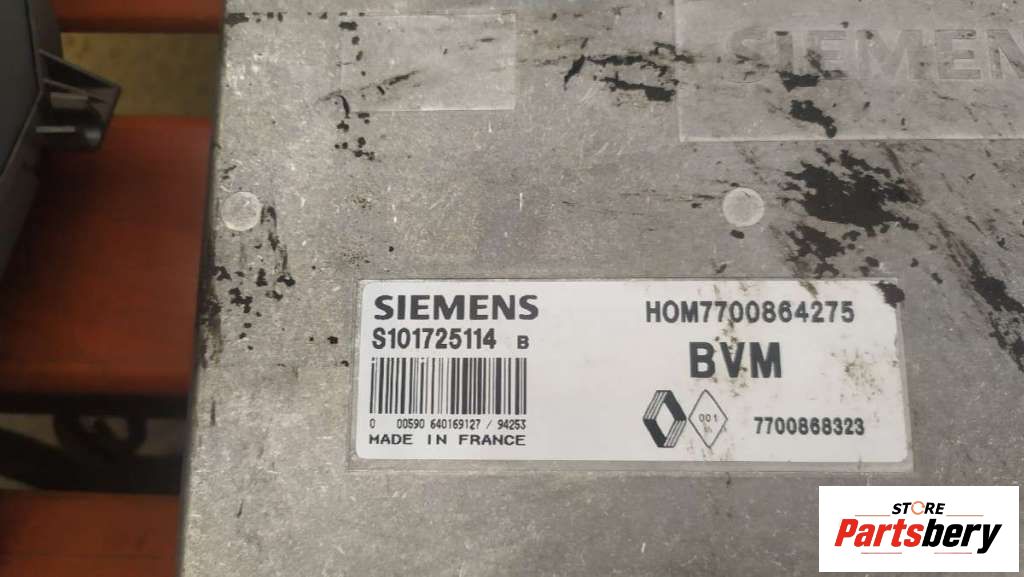 SIEMENS
SIEMENS
S101725114 B
0 00590 640169127 / 94253
MADE IN FRANCE
HOM7700864275
BVM
001
7700868323
STORE
Partsbery